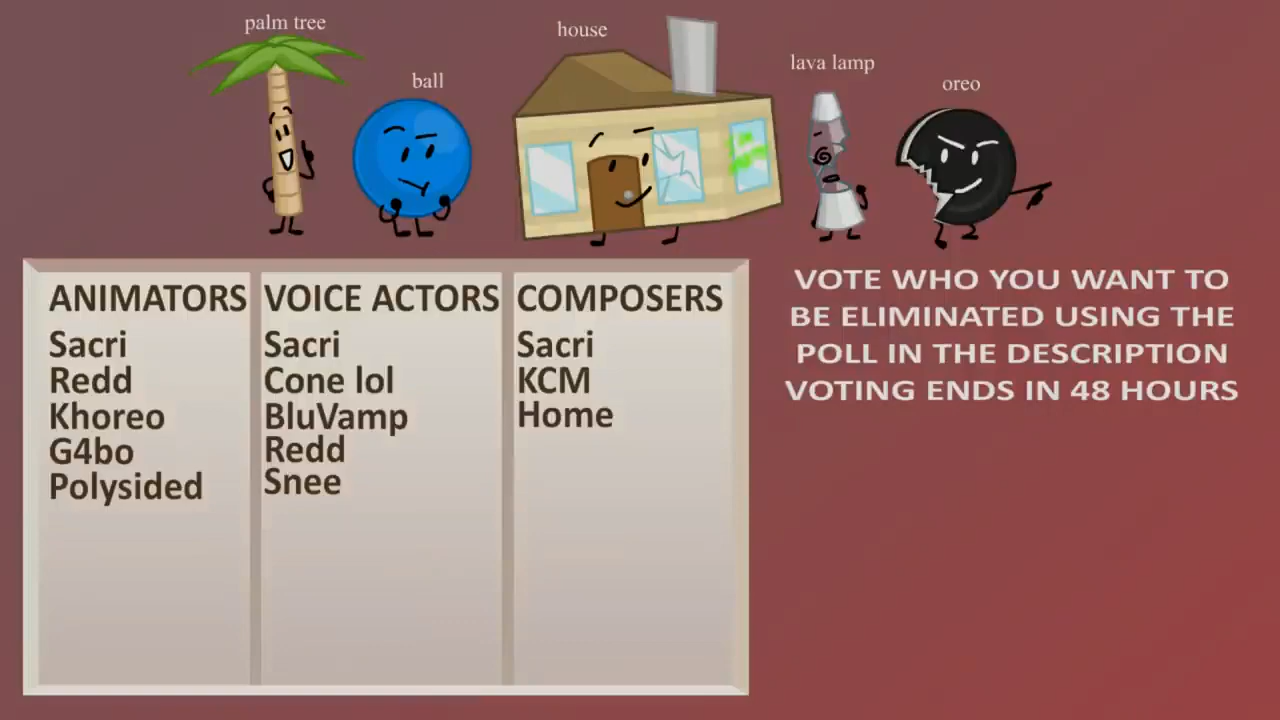 palm tree
ball
house
lava lamp
oreo
ANIMATORS
Sacri
Redd
Khoreo
G4bo
Polysided
VOICE ACTORS
Sacri
Cone lol
BluVamp
Redd
Snee
COMPOSERS
Sacri
KCM
Home
VOTE WHO YOU WANT TO
BE ELIMINATED USING THE
POLL IN THE DESCRIPTION
VOTING ENDS IN 48 HOURS